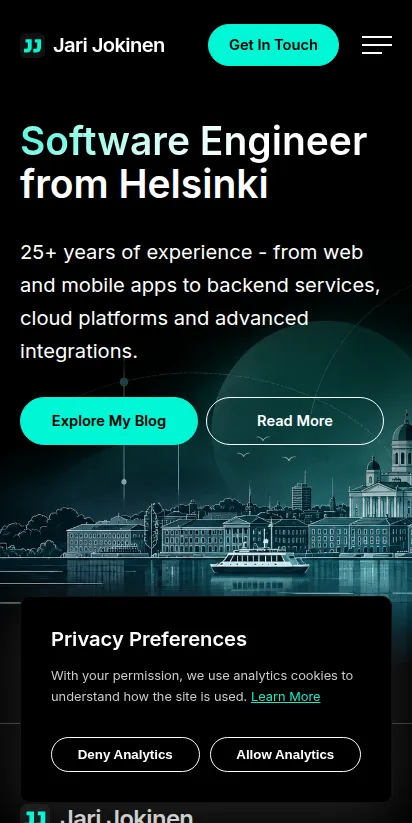 Jari Jokinen
Get In Touch
Software Engineer
from Helsinki
25+ years of experience - from web
and mobile apps to backend services,
cloud platforms and advanced
integrations.
Explore My Blog
Read More
Privacy Preferences
With your permission, we use analytics cookies to
understand how the site is used. Learn More
Deny Analytics
Allow Analytics
Jari Jokinen